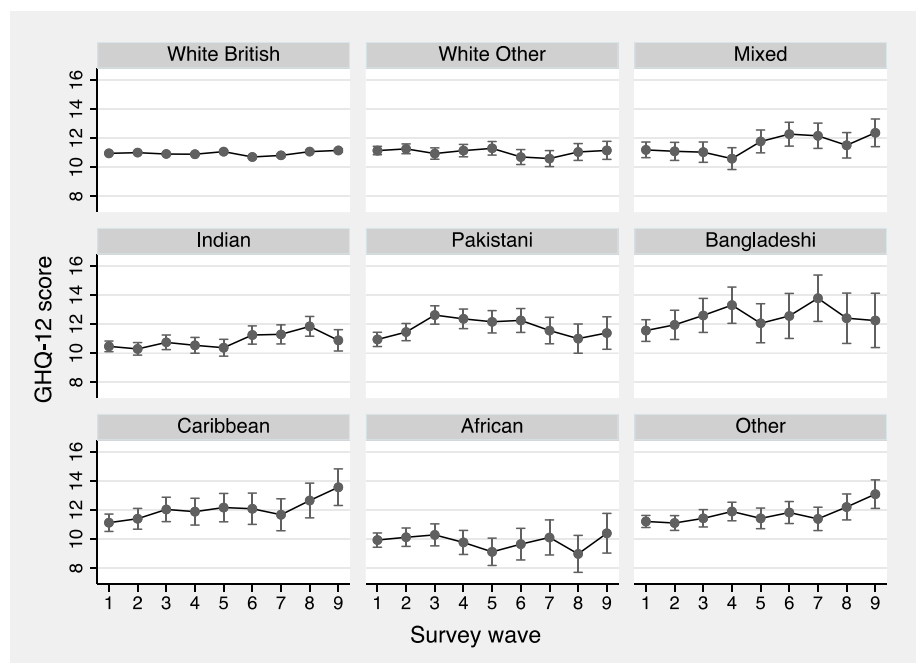 White British White Other Mixed
16
14
12
10
8
Indian Pakistani Bangladeshi
16
14
12
10
8
GHQ-12 score
Caribbean African Other
16
14
12
10
8
1 2 3 4 5 6 7 8 9 1 2 3 4 5 6 7 8 9 1 2 3 4 5 6 7 8 9
Survey wave